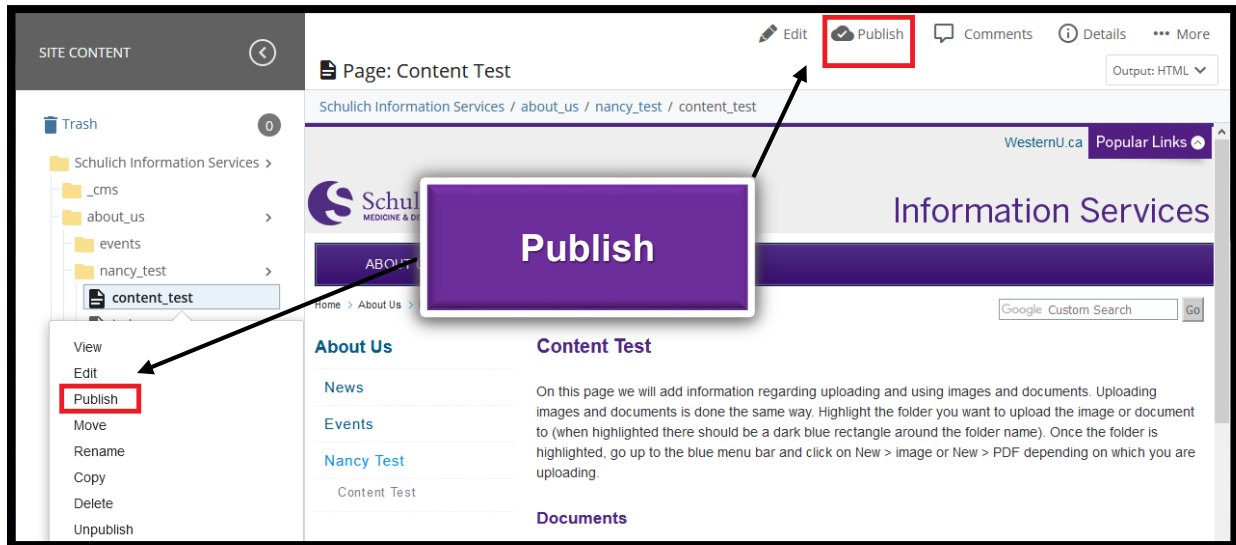 SITE CONTENT
Edit
Publish
Comments
Details
More
Page: Content Test
Output: HTML
Schulich Information Services / about_us / nancy_test / content_test
Trash
0
Schulich Information Services
_cms
about_us
events
nancy_test
content_test
View
Edit
Publish
Move
Rename
Copy
Delete
Unpublish
WesternU.ca
Popular Links
Schul
Information Services
ABOUT
Publish
Home > About Us >
Google Custom Search
Go
About Us
News
Events
Nancy Test
Content Test
Content Test
On this page we will add information regarding uploading and using images and documents. Uploading
images and documents is done the same way. Highlight the folder you want to upload the image or document
to (when highlighted there should be a dark blue rectangle around the folder name). Once the folder is
highlighted, go up to the blue menu bar and click on New > image or New > PDF depending on which you are
uploading.
Documents